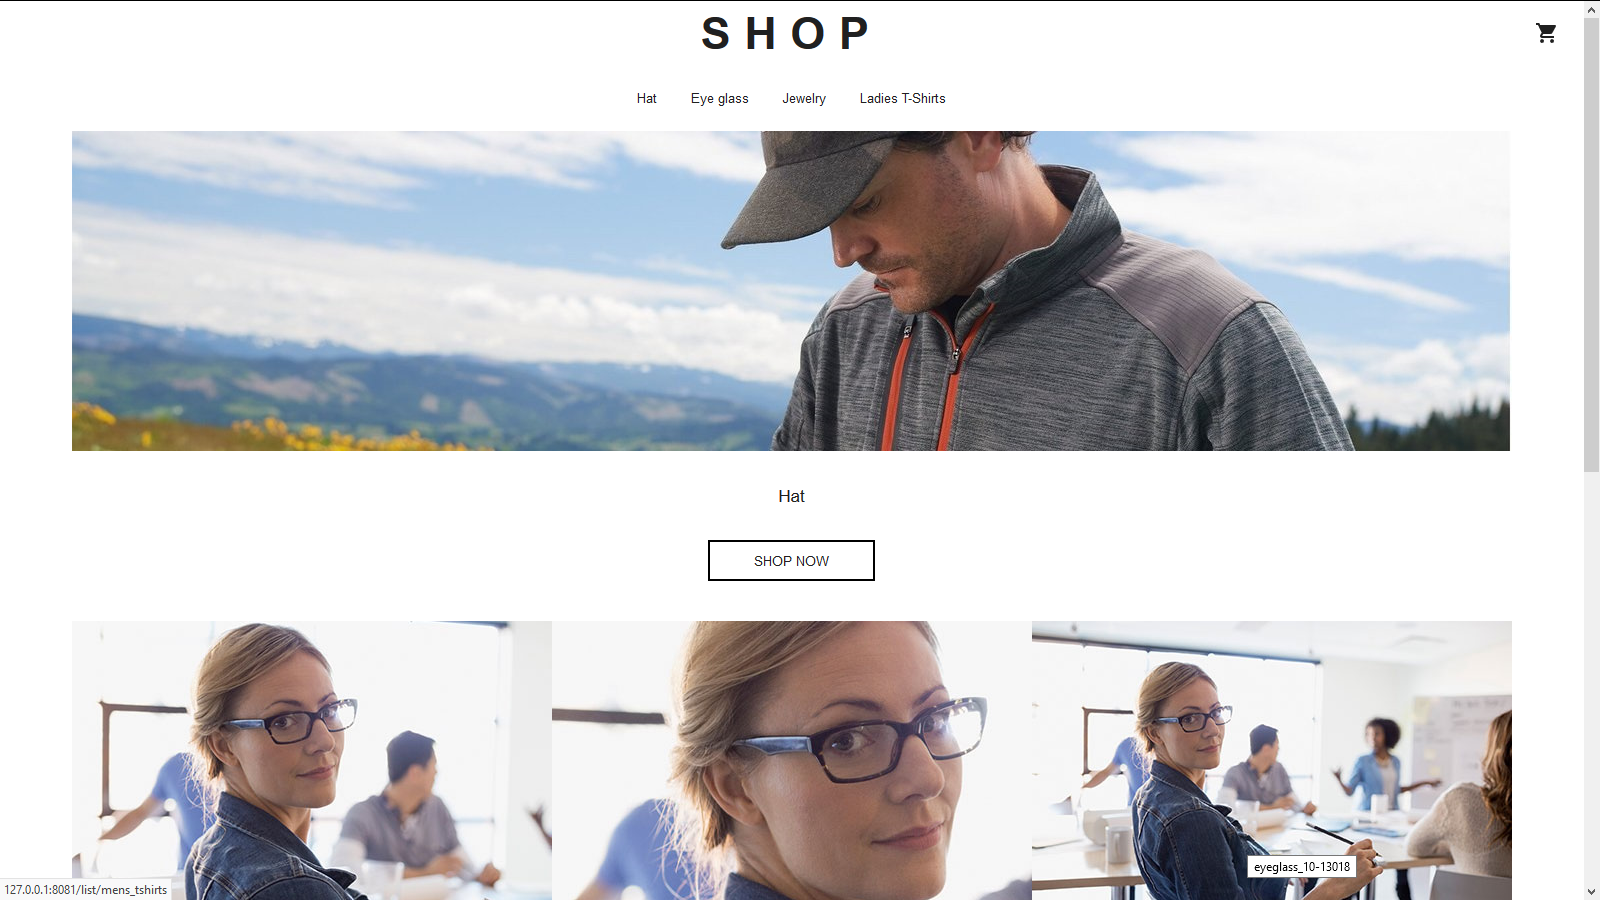 SHOP
Hat
Eye glass
Jewelry
Ladies T-Shirts
Hat
SHOP NOW
eyeglass_10-13018
127.0.0.1:8081/list/mens_tshirts